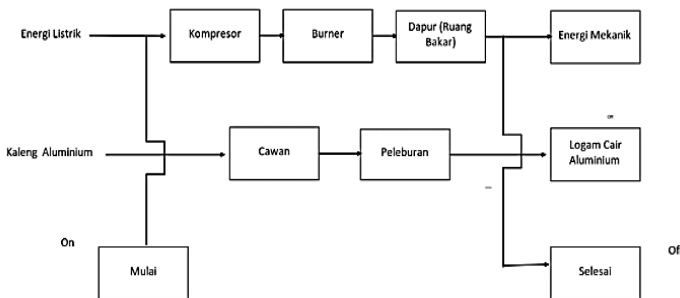 Energi Listrik
Kompresor
Burner
Dapur (Ruang
Bakar)
Energi Mekanik
Kaleng Aluminium
Cawan
Peleburan
Logam Cair
Aluminium
On
Mulai
Selesai